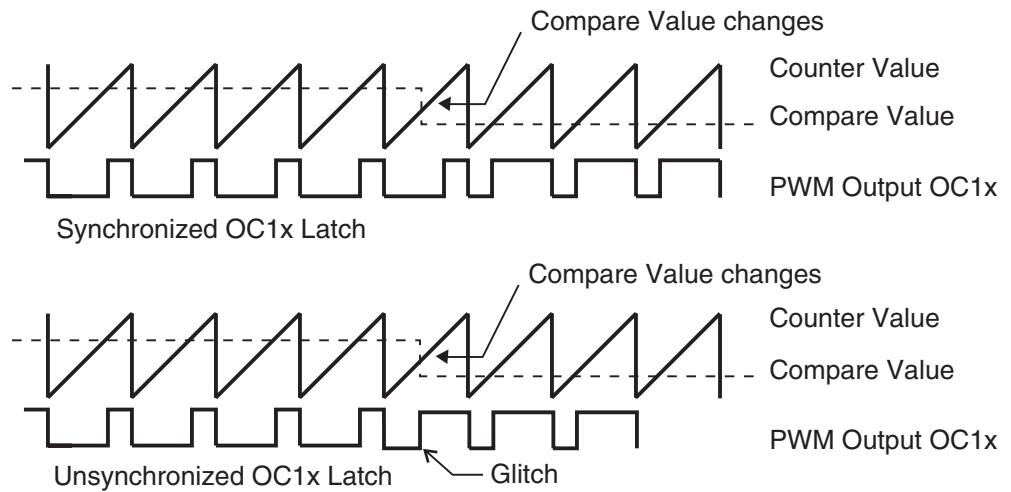 Compare Value changes
Counter Value
Compare Value
PWM Output OC1x
Synchronized OC1x Latch
Compare Value changes
Counter Value
Compare Value
PWM Output OC1x
Unsynchronized OC1x Latch
Glitch